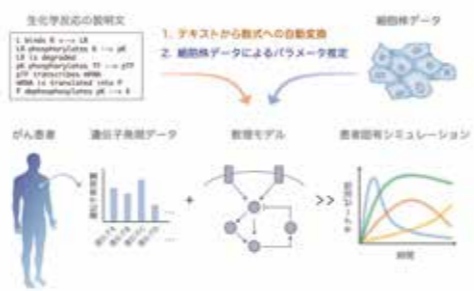 生化学反応の説明文
L binds R <--> LR
LR phosphorylates R --> pR
LR is degraded
pR phosphorylates TF --> pTF
pTF transcribes mRNA
mRNA is translated into P
P dephosphorylates pR --> R
1. テキストから数式への自動変換
2. 細胞株データによるパラメータ推定
細胞株データ
がん患者
遺伝子発現データ
数理モデル
患者固有シミュレーション
+
>>
時間